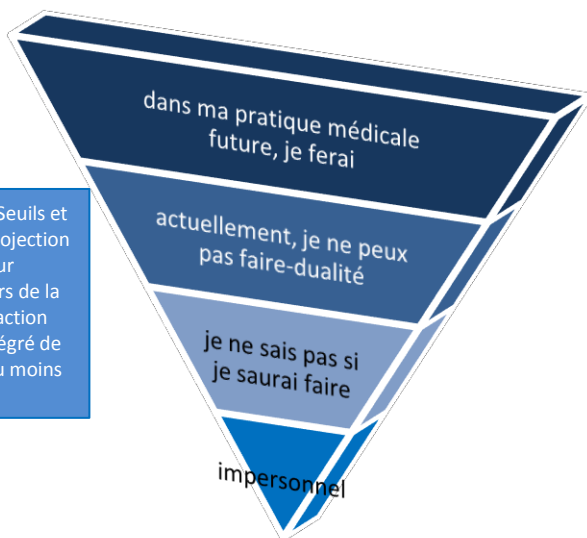 dans ma pratique médicale
future, je ferai
Seuils et
ojection
ur
rs de la
action
égré de
u moins
actuellement, je ne peux
pas faire-dualité
je ne sais pas si
je saurai faire
impersonnel